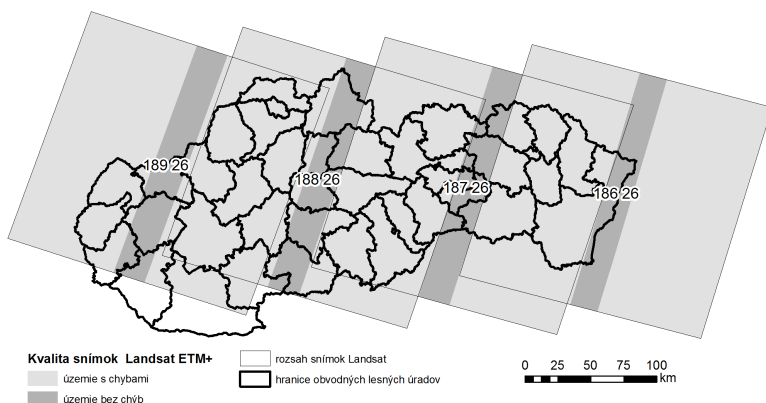 189 26
188 26
187 26
186 26
Kvalita snímok Landsat ETM+
územie s chybami
územie bez chýb
rozsah snímok Landsat
hranice obvodných lesných úradov
0 25 50 75 100
km